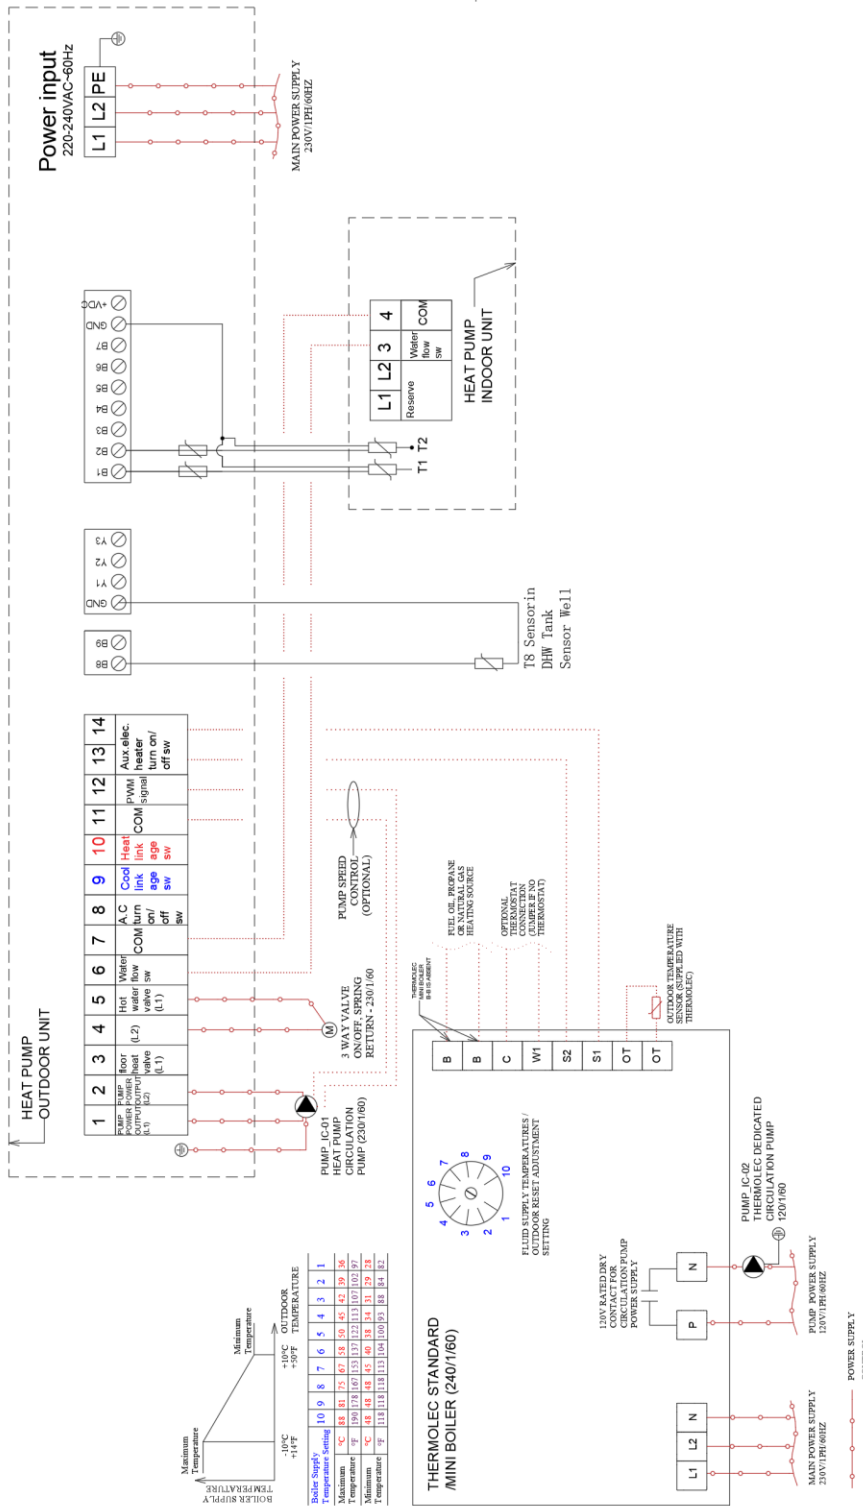 HEAT PUMP
OUTDOOR UNIT
Power input
220-240VAC~60Hz
L1 L2 PE
MAIN POWER SUPPLY
230V/1PH/60HZ
1 2 3 4 5 6 7 8 9 10 11 12 13 14
PUMP
POWER
OUTPUT
(L1)
PUMP
POWER
OUTPUT
(L2)
floor
heat
valve
(L1)
(L2)
Hot
water
valve
(L1)
Water
flow
sw
COM
A.C
turn
on/
off
sw
Cool
link
age
sw
Heat
link
age
sw
COM
PWM
signal
Aux.elec.
heater
turn on/
off sw
B8 B9
GND Y1 Y2 Y3
B1 B2 B3 B4 B5 B6 B7 GND +VDC
T8 Sensorin
DHW Tank
Sensor Well
T1 T2
L1 L2 3 4
Reserve
Water
flow
sw
COM
HEAT PUMP
INDOOR UNIT
PUMP_IC-01
HEAT PUMP
CIRCULATION
PUMP (230/1/60)
M
3 WAY VALVE
ON/OFF, SPRING
RETURN - 230/1/60
PUMP SPEED
CONTROL
(OPTIONAL)
Maximum
Temperature
Minimum
Temperature
BOILER SUPPLY
TEMPERATURE
-10°C
+14°F
+10°C
+50°F
OUTDOOR
TEMPERATURE
Boiler Supply
Temperature Setting 10 9 8 7 6 5 4 3 2 1
Maximum
Temperature
°C 88 81 75 67 58 50 45 42 39 36
°F 190 178 167 153 137 122 113 107 102 97
Minimum
Temperature
°C 48 48 48 45 40 38 34 31 29 28
°F 118 118 118 113 104 100 93 88 84 82
THERMOLEC STANDARD
/MINI BOILER (240/1/60)
1 2 3 4 5 6 7 8 9 10
FLUID SUPPLY TEMPERATURES /
OUTDOOR RESET ADJUSTMENT
SETTING
THERMOLEC
MINI BOILER
B-B IS ABSENT
FUEL OIL, PROPANE
OR NATURAL GAS
HEATING SOURCE
OPTIONAL
THERMOSTAT
CONNECTION
(JUMPER IF NO
THERMOSTAT)
B B C W1 S2 S1 OT OT
OUTDOOR TEMPERATURE
SENSOR (SUPPLIED WITH
THERMOLEC)
120V RATED DRY
CONTACT FOR
CIRCULATION PUMP
POWER SUPPLY
P N
PUMP_IC-02
THERMOLEC DEDICATED
CIRCULATION PUMP
120/1/60
L1 L2 N
MAIN POWER SUPPLY
230V/1PH/60HZ
PUMP POWER SUPPLY
120V/1PH/60HZ
POWER SUPPLY